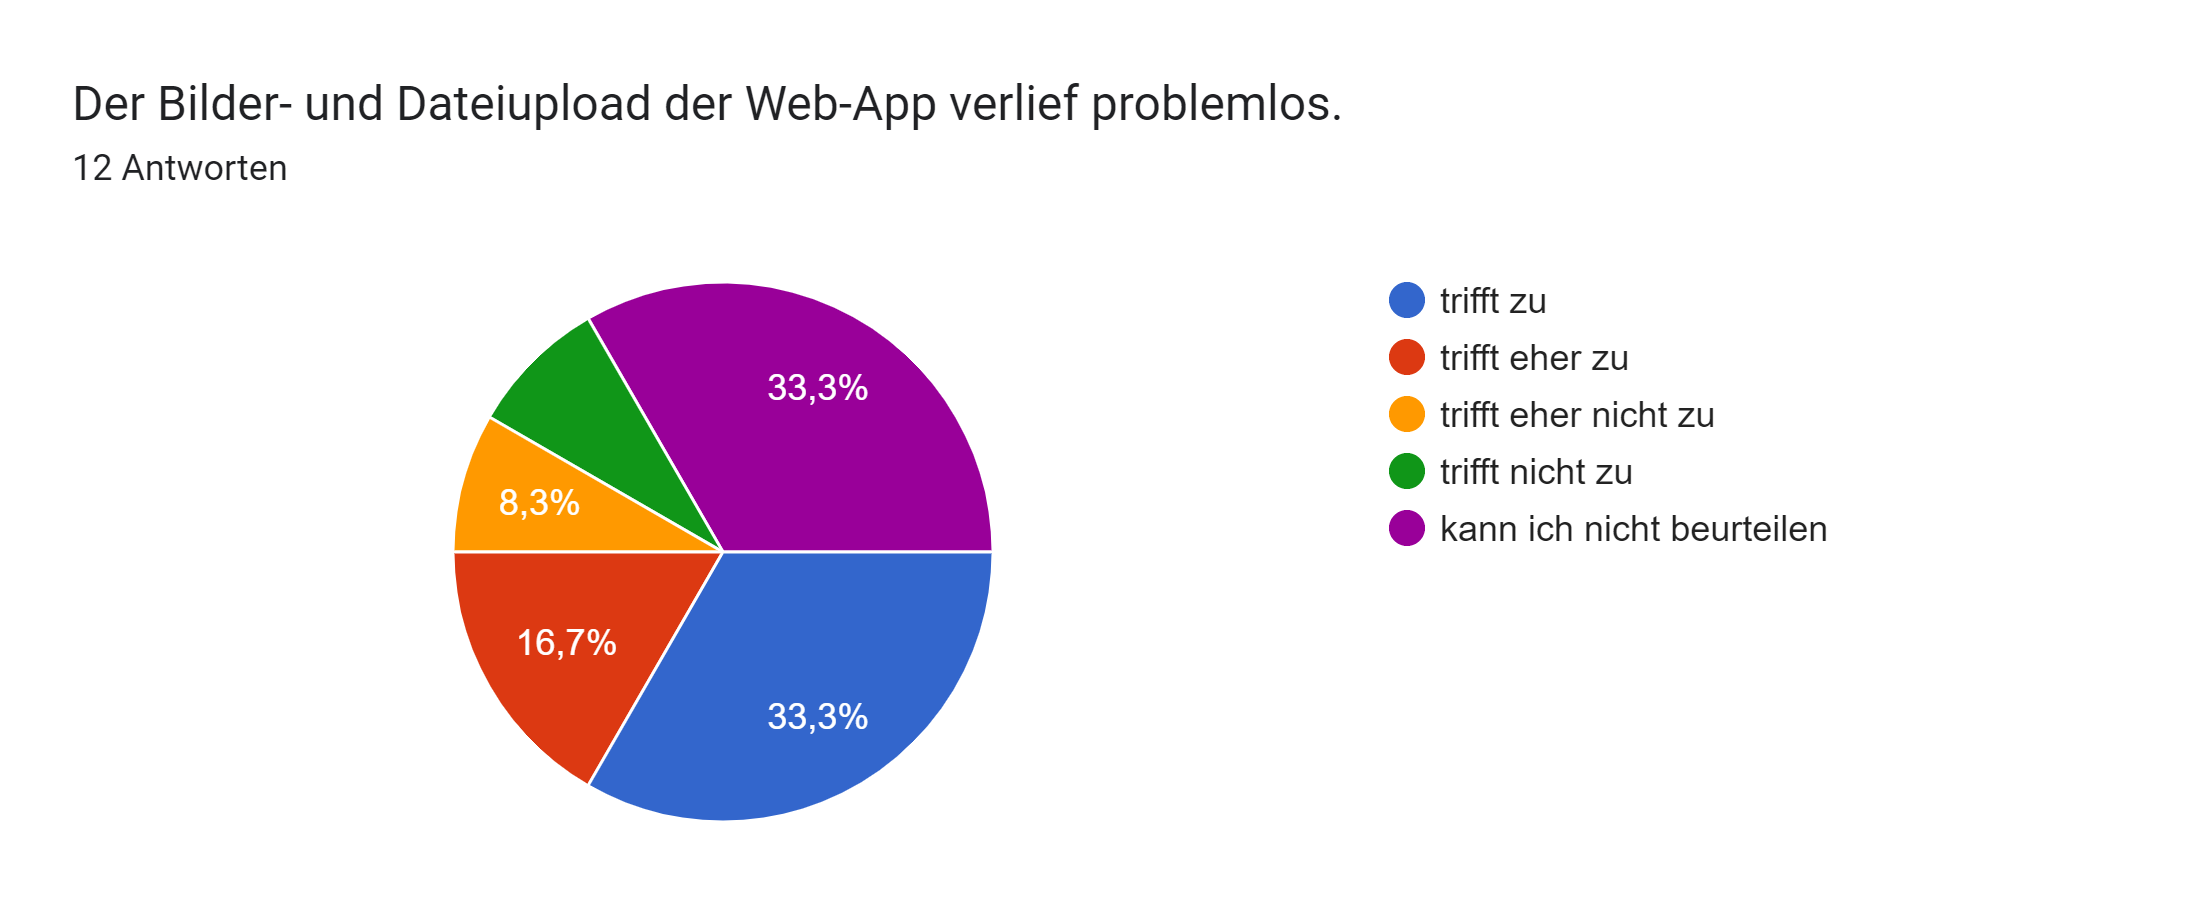 Der Bilder- und Dateiupload der Web-App verlief problemlos.
12 Antworten
33,3%
8,3%
16,7%
33,3%
trifft zu
trifft eher zu
trifft eher nicht zu
trifft nicht zu
kann ich nicht beurteilen